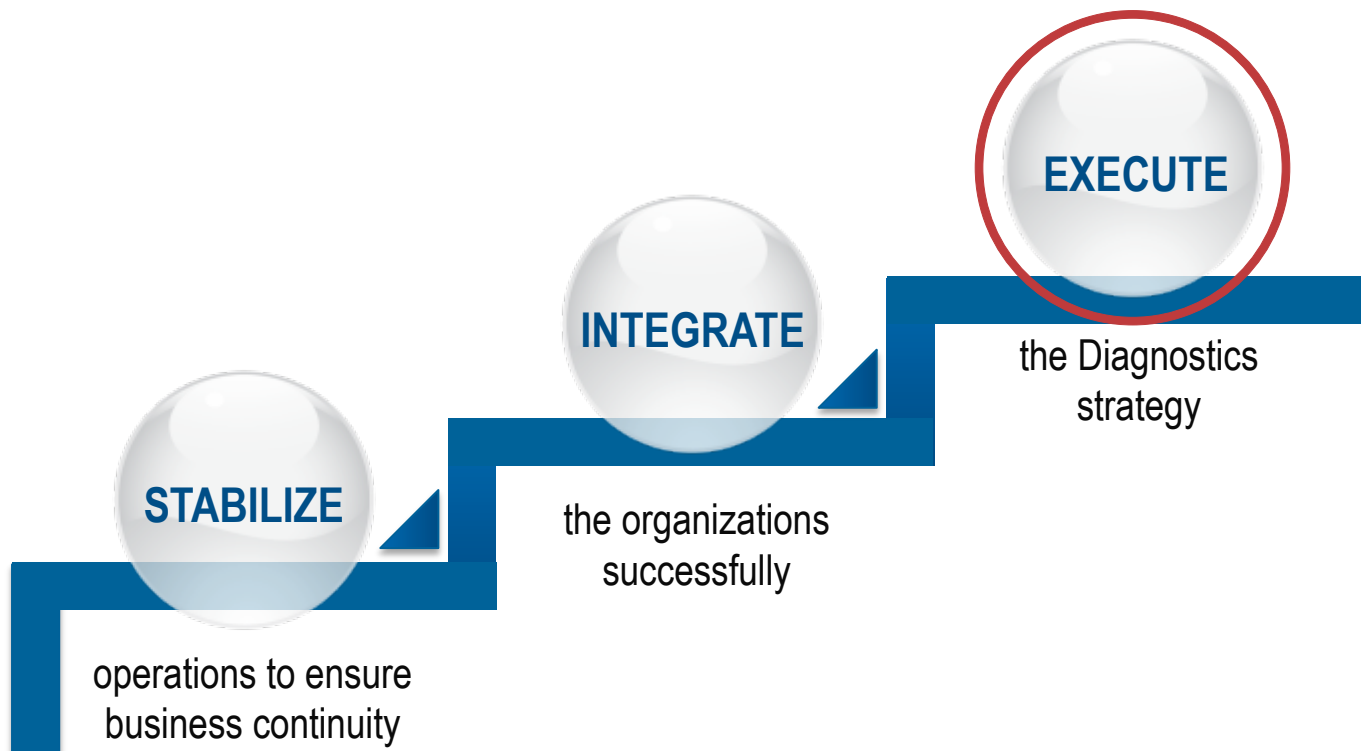 STABILIZE
operations to ensure
business continuity
INTEGRATE
the organizations
successfully
EXECUTE
the Diagnostics
strategy